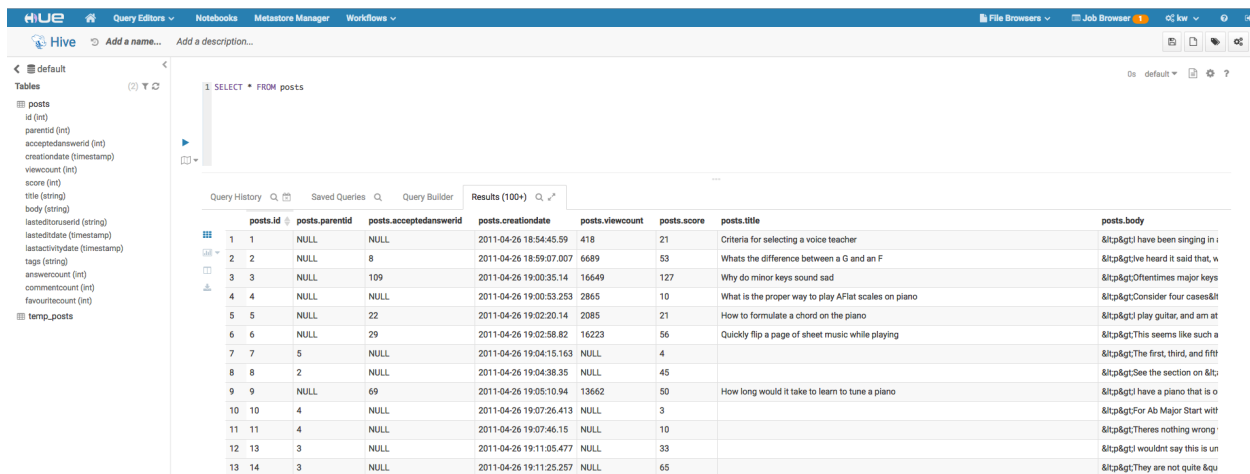 HUE Query Editors Notebooks Metastore Manager Workflows File Browsers Job Browser 1 kw
Hive Add a name... Add a description...
default
Tables (2)
posts
id (int)
parentid (int)
acceptedanswerid (int)
creationdate (timestamp)
viewcount (int)
score (int)
title (string)
body (string)
lasteditoruserid (string)
lasteditdate (timestamp)
lastactivitydate (timestamp)
tags (string)
answercount (int)
commentcount (int)
favouritecount (int)
temp_posts
0s default ?
1 SELECT * FROM posts
Query History Saved Queries Query Builder Results (100+)
posts.id posts.parentid posts.acceptedanswerid posts.creationdate posts.viewcount posts.score posts.title posts.body
1 1 NULL NULL 2011-04-26 18:54:45.59 418 21 Criteria for selecting a voice teacher &lt;p&gt;I have been singing in
2 2 NULL 8 2011-04-26 18:59:07.007 6689 53 Whats the difference between a G and an F &lt;p&gt;Ive heard it said that, w
3 3 NULL 109 2011-04-26 19:00:35.14 16649 127 Why do minor keys sound sad &lt;p&gt;Oftentimes major keys
4 4 NULL NULL 2011-04-26 19:00:53.253 2865 10 What is the proper way to play AFlat scales on piano &lt;p&gt;Consider four cases&lt
5 5 NULL 22 2011-04-26 19:02:20.14 2085 21 How to formulate a chord on the piano &lt;p&gt;I play guitar, and am at
6 6 NULL 29 2011-04-26 19:02:58.82 16223 56 Quickly flip a page of sheet music while playing &lt;p&gt;This seems like such a
7 7 5 NULL 2011-04-26 19:04:15.163 NULL 4 &lt;p&gt;The first, third, and fifth
8 8 2 NULL 2011-04-26 19:04:38.35 NULL 45 &lt;p&gt;See the section on &lt;
9 9 NULL 69 2011-04-26 19:05:10.94 13662 50 How long would it take to learn to tune a piano &lt;p&gt;I have a piano that is o
10 10 4 NULL 2011-04-26 19:07:26.413 NULL 3 &lt;p&gt;For Ab Major Start with
11 11 4 NULL 2011-04-26 19:07:46.15 NULL 10 &lt;p&gt;Theres nothing wrong
12 13 3 NULL 2011-04-26 19:11:05.477 NULL 33 &lt;p&gt;I wouldnt say this is un
13 14 3 NULL 2011-04-26 19:11:25.257 NULL 65 &lt;p&gt;They are not quite &qu